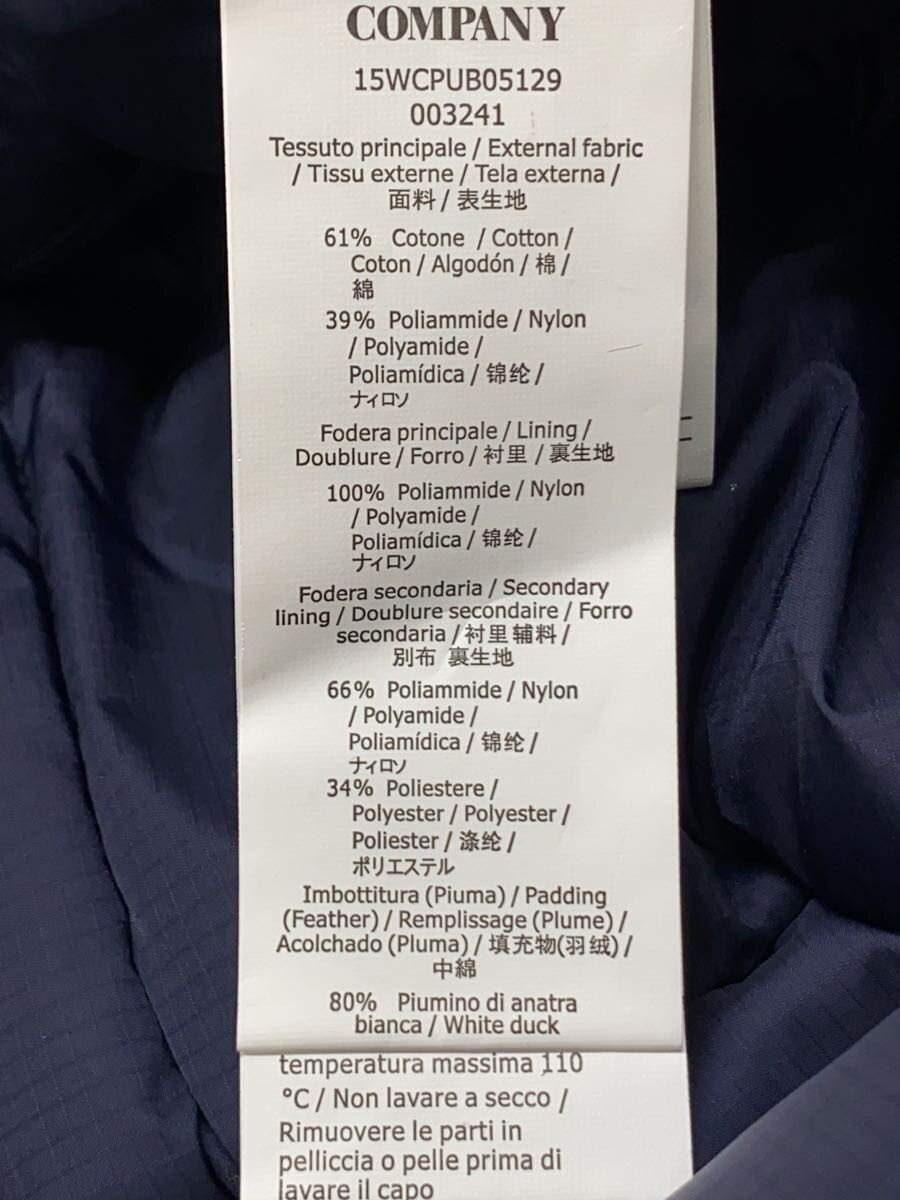 COMPANY
15WCPUB05129
003241
Tessuto principale / External fabric
/ Tissu externe / Tela externa /
面料 / 表生地
61% Cotone / Cotton /
Coton / Algodón / 棉 /
綿
39% Poliammide / Nylon
/ Polyamide /
Poliamídica / 锦纶 /
ナィロソ
Fodera principale / Lining /
Doublure / Forro / 衬里 / 裏生地
100% Poliammide / Nylon
/ Polyamide /
Poliamídica / 锦纶 /
ナィロソ
Fodera secondaria / Secondary
lining / Doublure secondaire / Forro
secondaria / 衬里辅料 /
別布 裏生地
66% Poliammide / Nylon
/ Polyamide /
Poliamídica / 锦纶 /
ナィロソ
34% Poliestere /
Polyester / Polyester /
Poliester / 涤纶 /
ポリエステル
Imbottitura (Piuma) / Padding
(Feather) / Remplissage (Plume) /
Acolchado (Pluma) / 填充物(羽绒) /
中綿
80% Piumino di anatra
bianca / White duck
temperatura massima 110
°C / Non lavare a secco /
Rimuovere le parti in
pelliccia o pelle prima di
lavare il capo